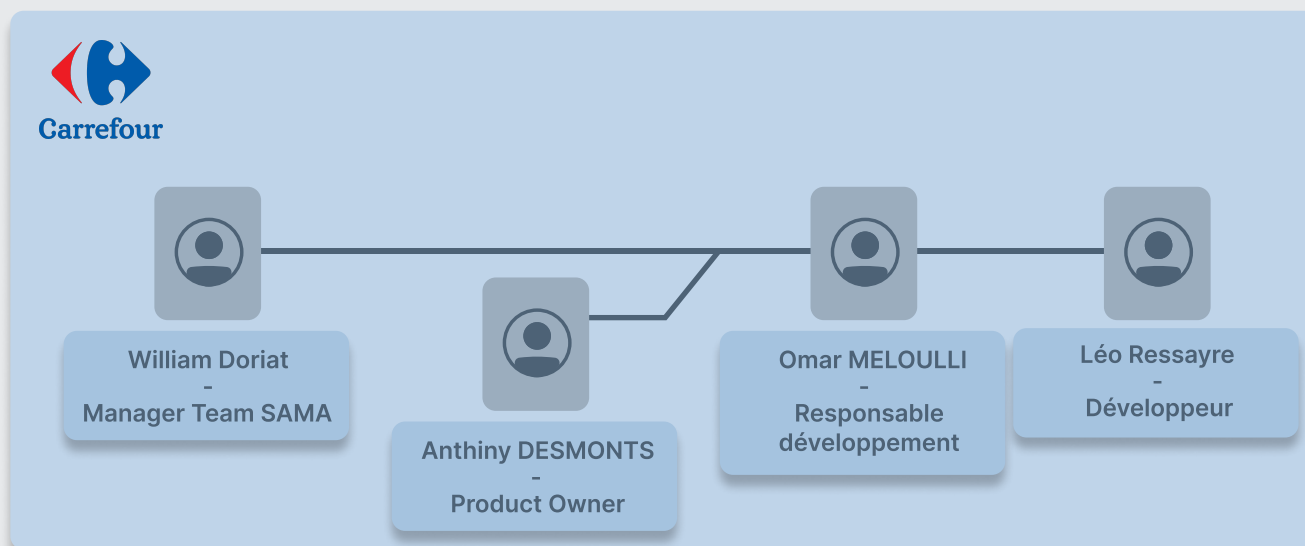 Carrefour
William Doriat
-
Manager Team SAMA
Anthiny DESMONTS
-
Product Owner
Omar MELOULLI
-
Responsable
développement
Léo Ressayre
-
Développeur